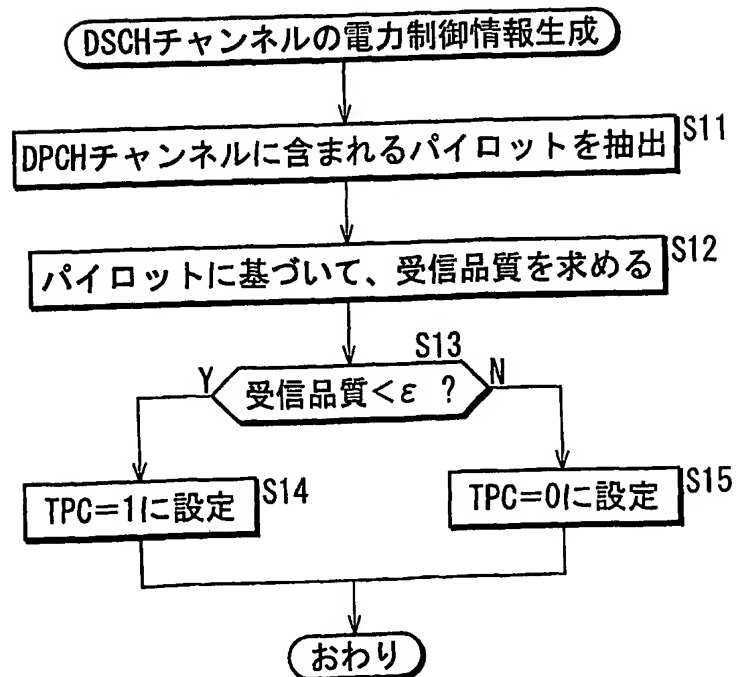 DSCHチャンネルの電力制御情報生成
DPCHチャンネルに含まれるパイロットを抽出
S11
パイロットに基づいて、受信品質を求める
S12
S13
Y
受信品質<ε ?
N
TPC=1に設定
S14
TPC=0に設定
S15
おわり